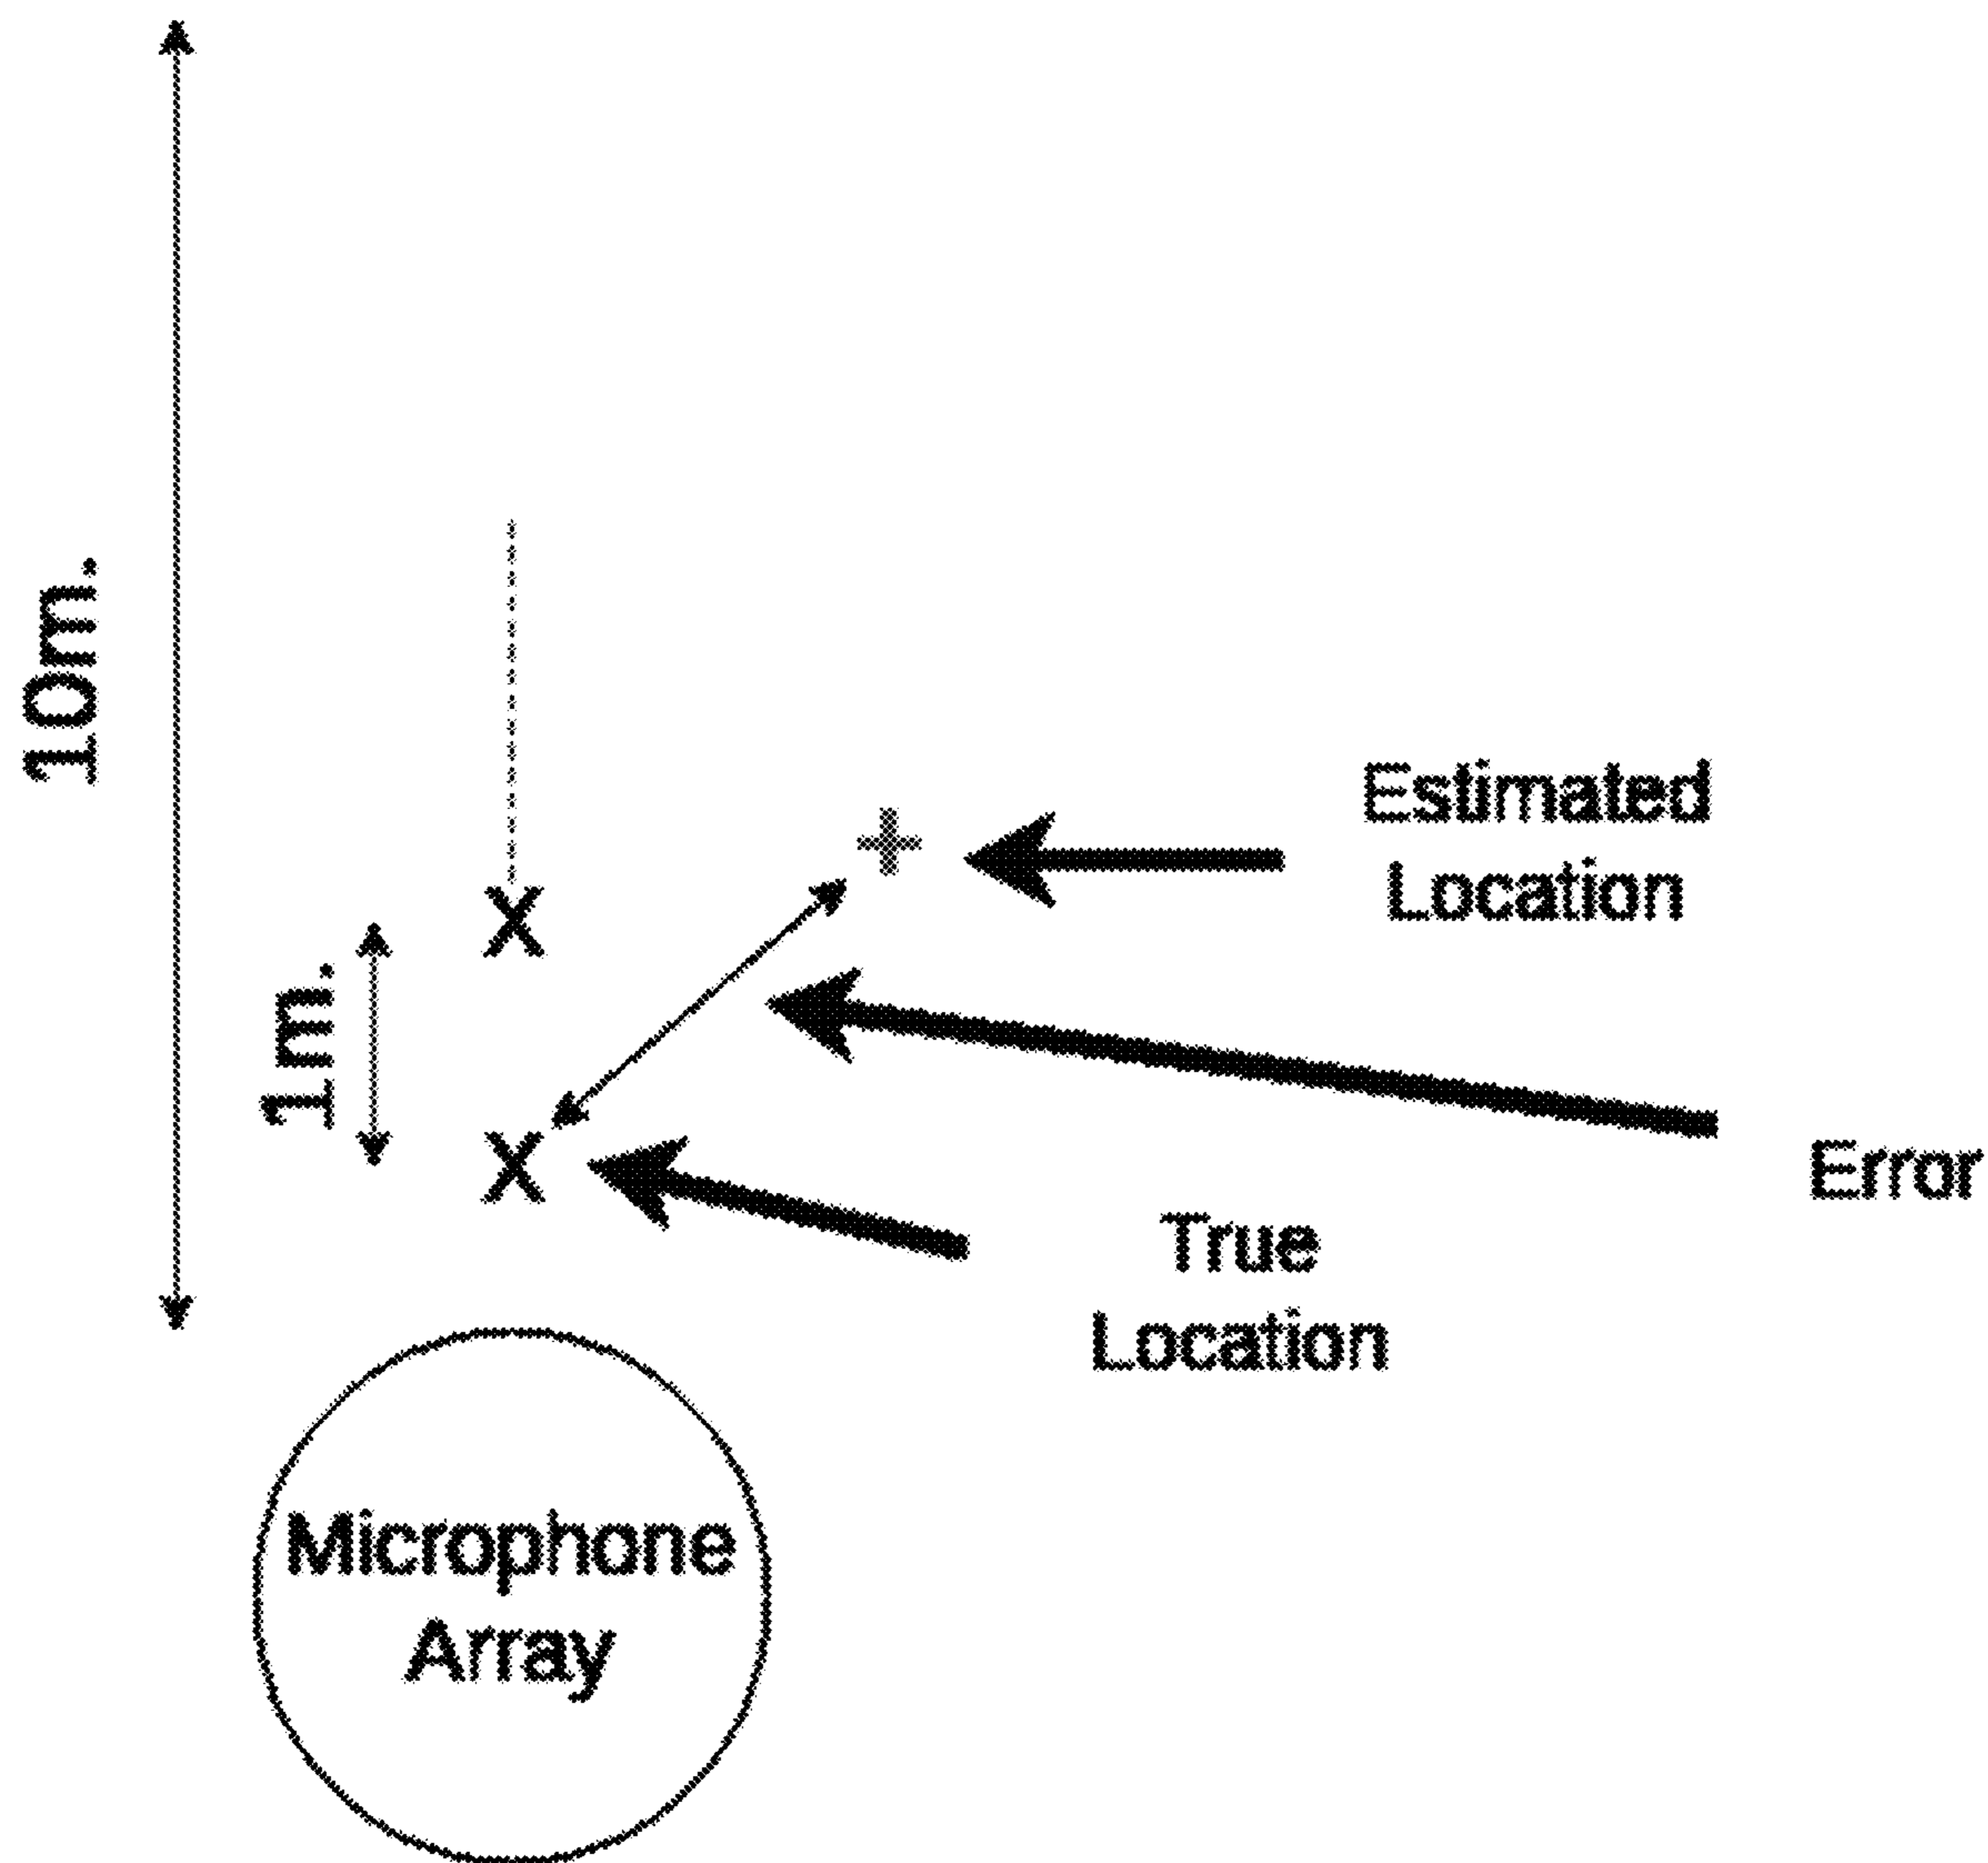 10m.
Estimated
Location
X
1m.
X
Error
True
Location
Microphone
Array